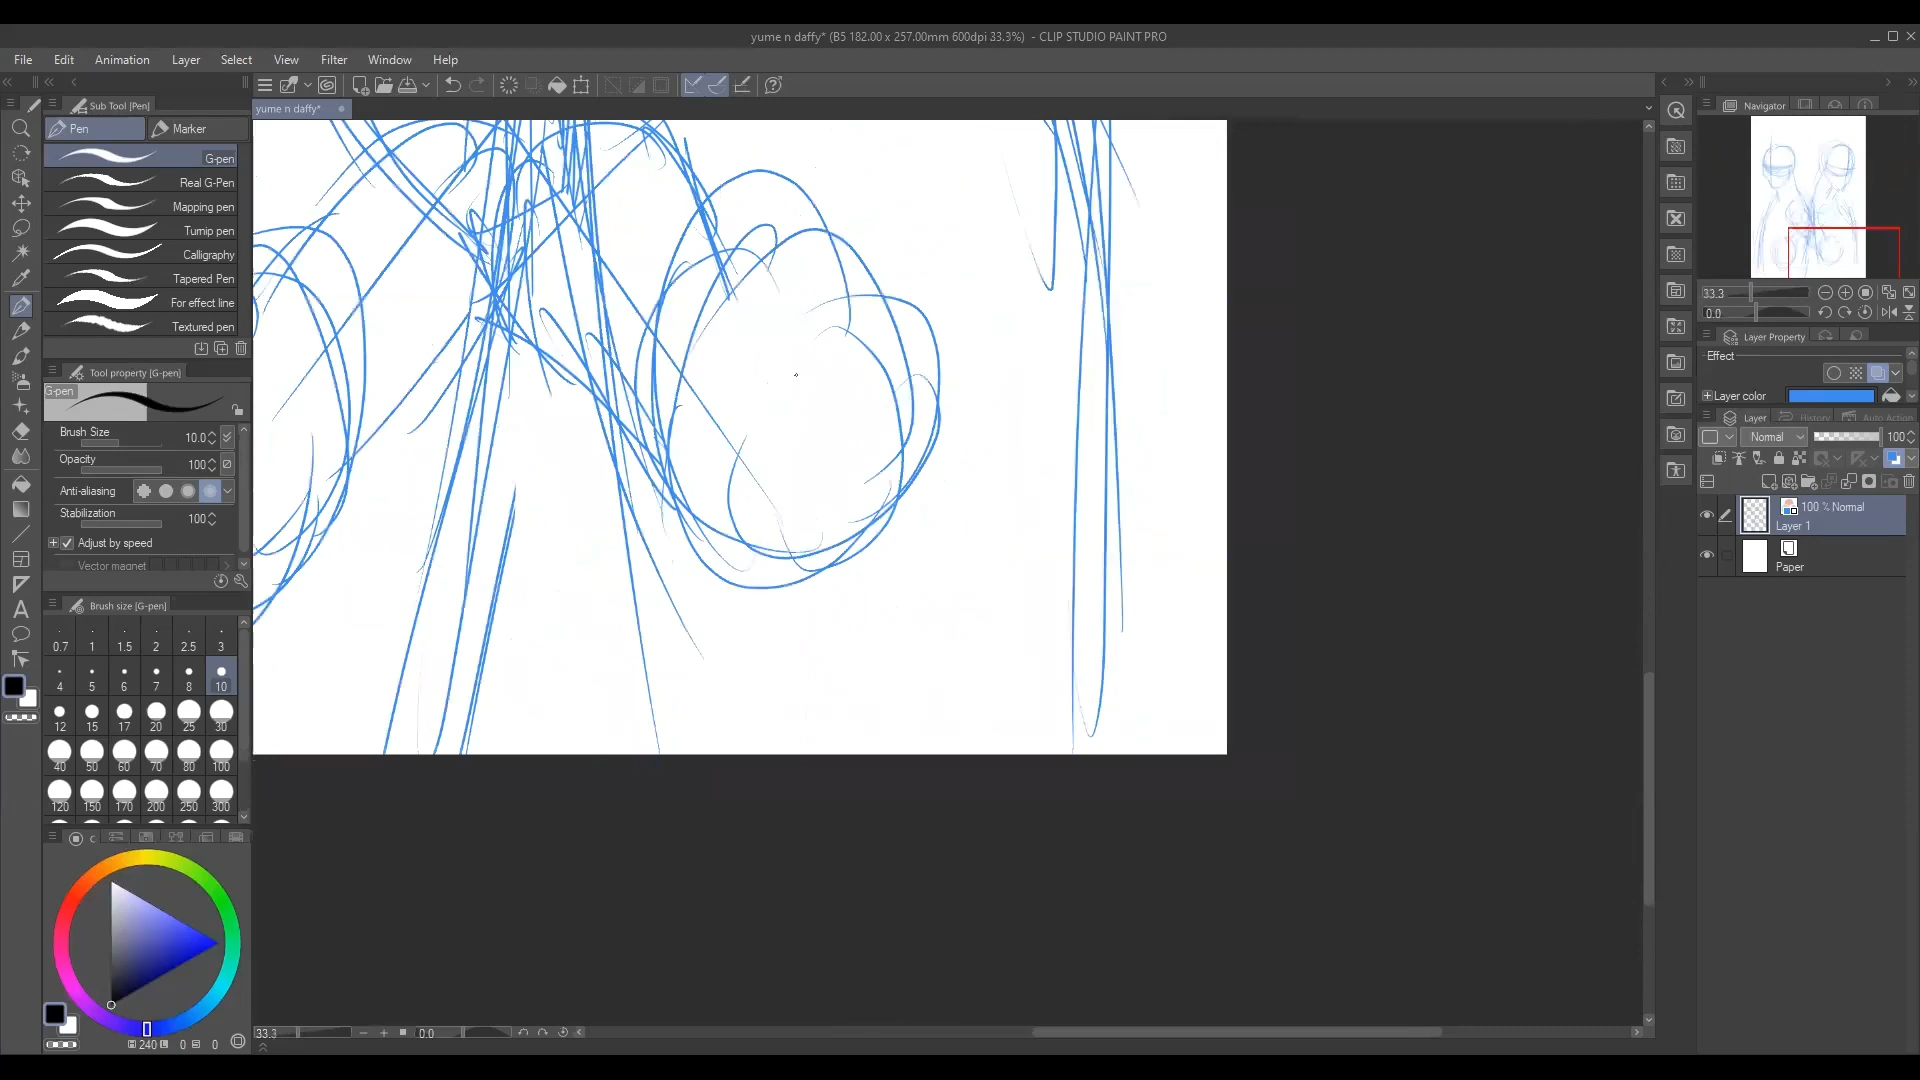 yume n daffy* (B5 182.00 x 257.00mm 600dpi 33.3%) - CLIP STUDIO PAINT PRO
File Edit Animation Layer Select View Filter Window Help
Sub Tool [Pen]
yume n daffy*
Navigator
Pen Marker
G-pen
Real G-Pen
Mapping pen
Turnip pen
Calligraphy
Tapered Pen
For effect line
Textured pen
Tool property [G-pen]
G-pen
Brush Size 10.0
Opacity 100
Anti-aliasing
Stabilization 100
Adjust by speed
Vector magnet
Brush size [G-pen]
0.7 1 1.5 2 2.5 3
4 5 6 7 8 10
12 15 17 20 25 30
40 50 60 70 80 100
120 150 170 200 250 300
240 0 0
33.3 0.0
33.3
0.0
Layer Property
Effect
Layer color
Layer History Auto Action
Normal 100
100 % Normal
Layer 1
Paper